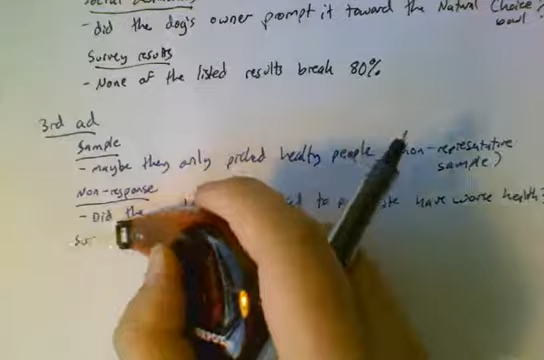 - did the dog's owner prompt it toward the Natural Choice
bowl?
Survey results
- None of the listed results break 80%
3rd ad
Sample
- maybe they only picked healthy people non-representative
sample)
Non-response
- Did the to have worse health?